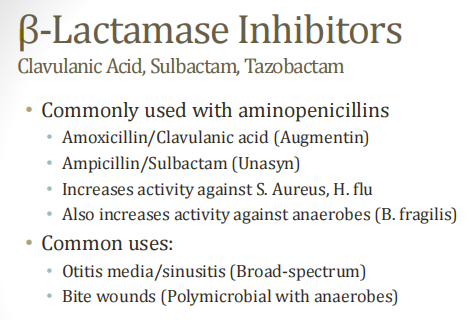 β-Lactamase Inhibitors
Clavulanic Acid, Sulbactam, Tazobactam
• Commonly used with aminopenicillins
• Amoxicillin/Clavulanic acid (Augmentin)
• Ampicillin/Sulbactam (Unasyn)
• Increases activity against S. Aureus, H. flu
• Also increases activity against anaerobes (B. fragilis)
• Common uses:
• Otitis media/sinusitis (Broad-spectrum)
• Bite wounds (Polymicrobial with anaerobes)